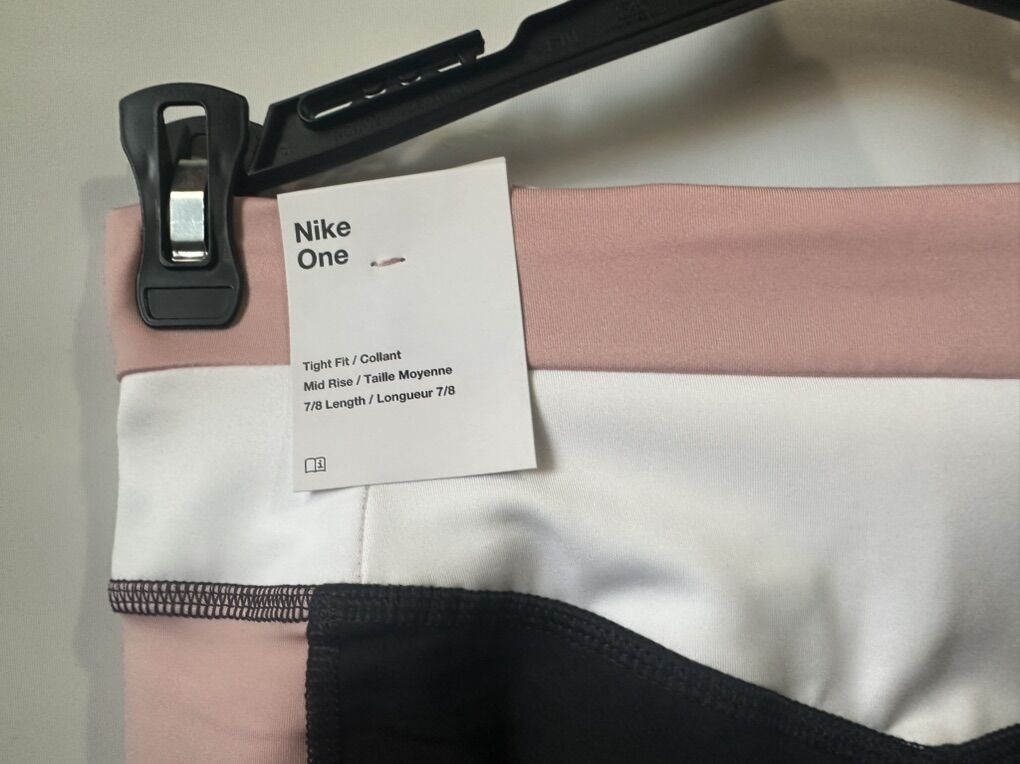 Nike
One
Tight Fit / Collant
Mid Rise / Taille Moyenne
7/8 Length / Longueur 7/8